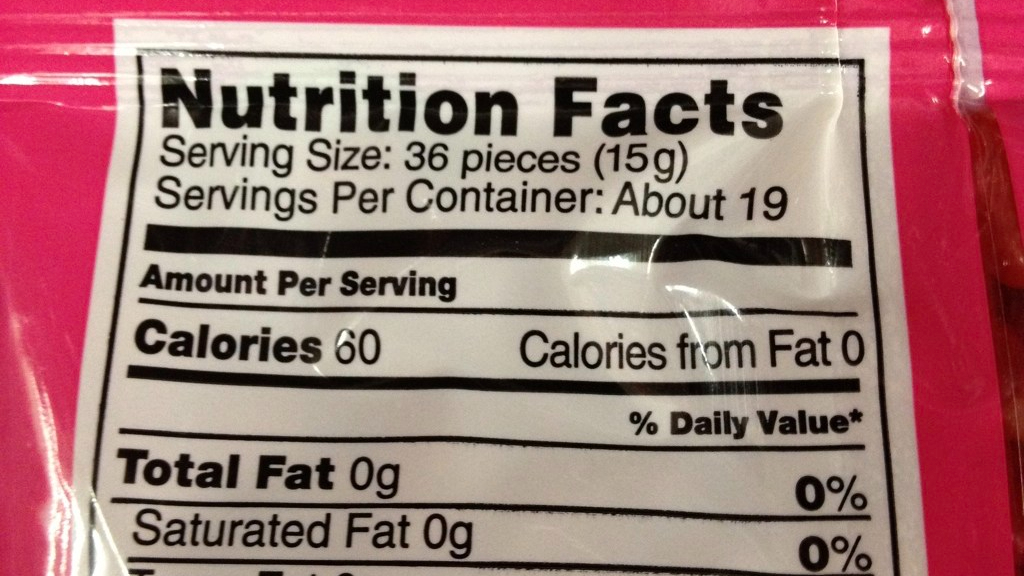 Nutrition Facts
Serving Size: 36 pieces (15g)
Servings Per Container: About 19
Amount Per Serving
Calories 60 Calories from Fat 0
% Daily Value*
Total Fat 0g 0%
Saturated Fat 0g 0%